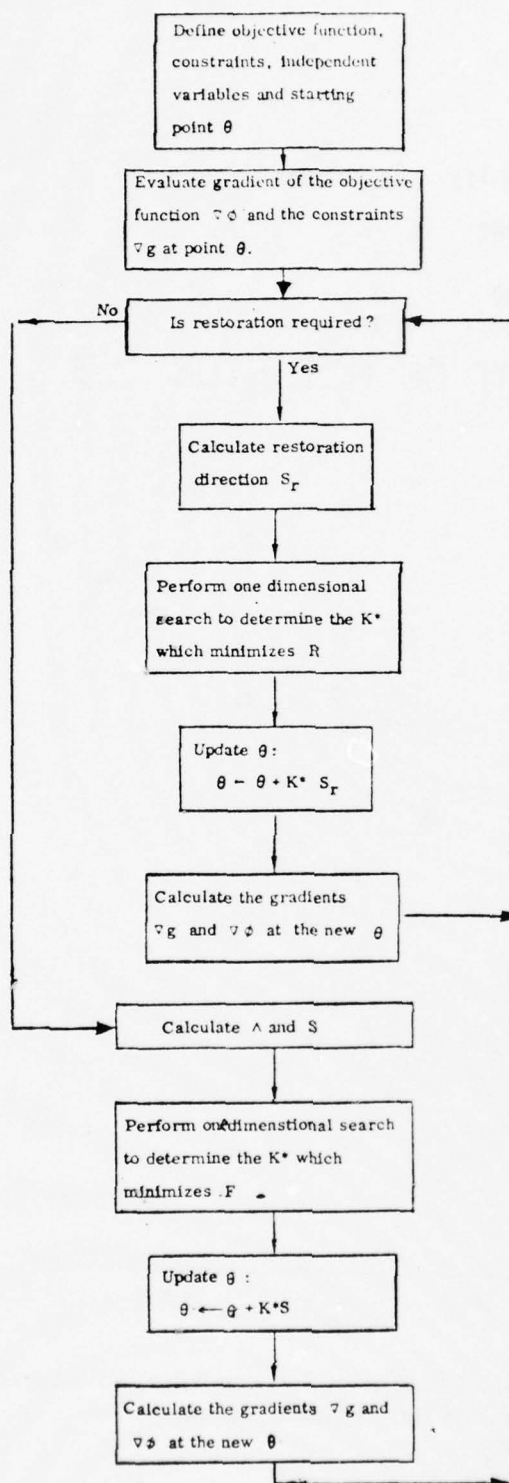 Define objective function,
constraints, independent
variables and starting
point θ
Evaluate gradient of the objective
function ∇φ and the constraints
∇g at point θ.
No
Is restoration required?
Yes
Calculate restoration
direction S_r
Perform one dimensional
search to determine the K*
which minimizes R
Update θ:
θ ← θ + K* S_r
Calculate the gradients
∇g and ∇φ at the new θ
Calculate Λ and S
Perform one dimenstional search
to determine the K* which
minimizes F
Update θ:
θ ← θ + K*S
Calculate the gradients ∇g and
∇φ at the new θ